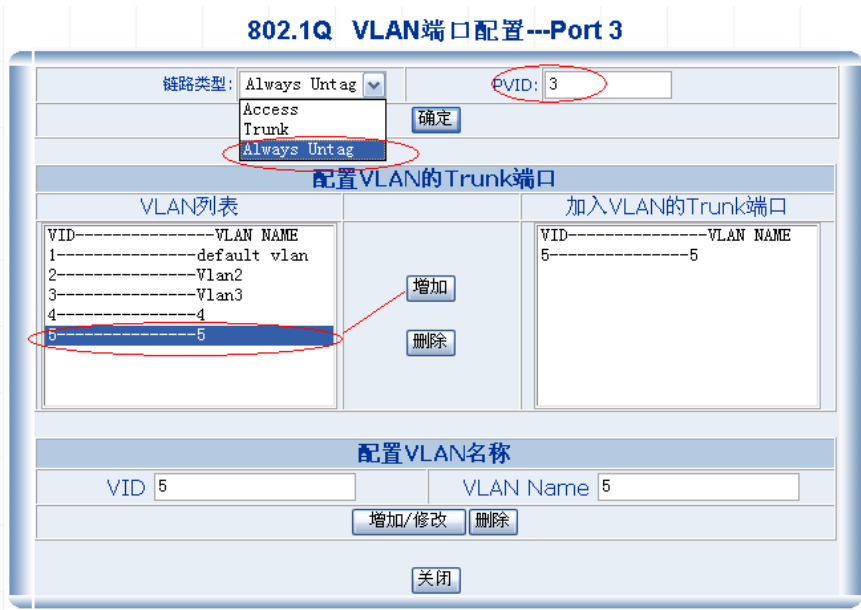 802.1Q VLAN端口配置---Port 3
链路类型: Always Untag PVID: 3
Access
Trunk
Always Untag
确定
配置VLAN的Trunk端口
VLAN列表 加入VLAN的Trunk端口
VID---------------VLAN NAME VID---------------VLAN NAME
1---------------default vlan 5---------------5
2---------------Vlan2
3---------------Vlan3
4---------------4
5---------------5
增加
删除
配置VLAN名称
VID 5 VLAN Name 5
增加/修改 删除
关闭